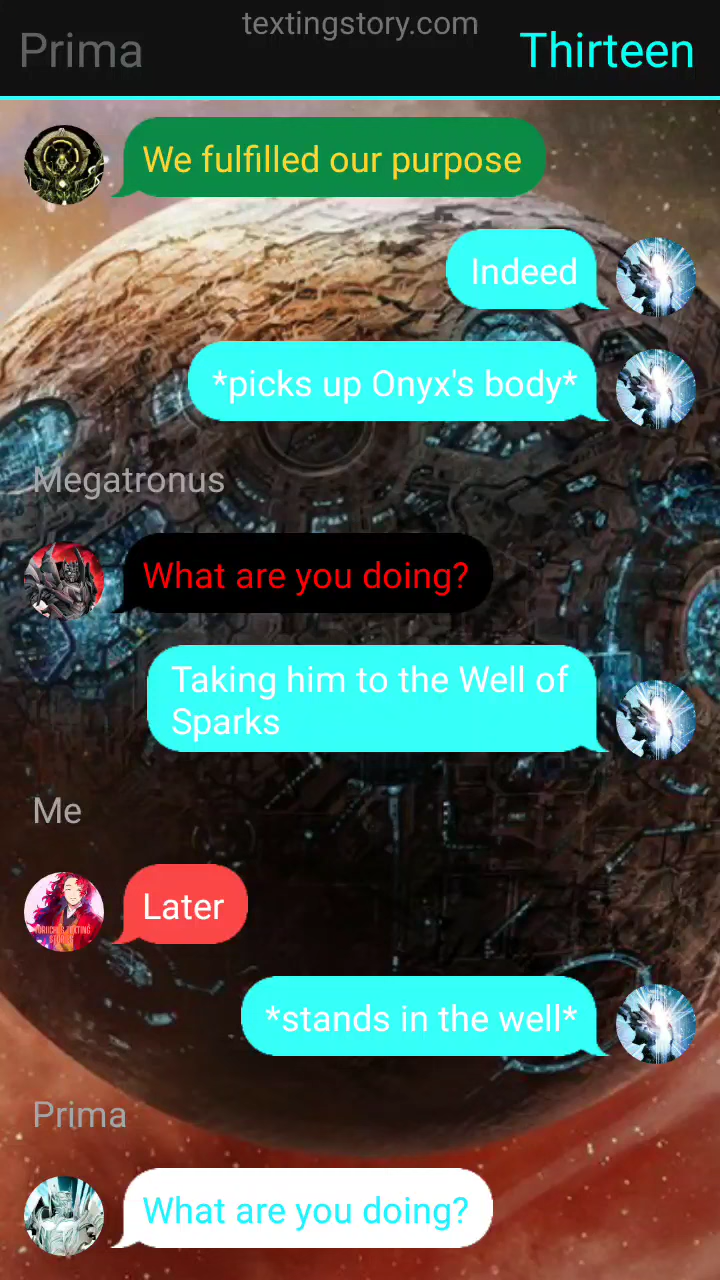 textingstory.com
Prima
Thirteen
We fulfilled our purpose
Indeed
*picks up Onyx's body*
Megatronus
What are you doing?
Taking him to the Well of
Sparks
Me
Later
*stands in the well*
Prima
What are you doing?